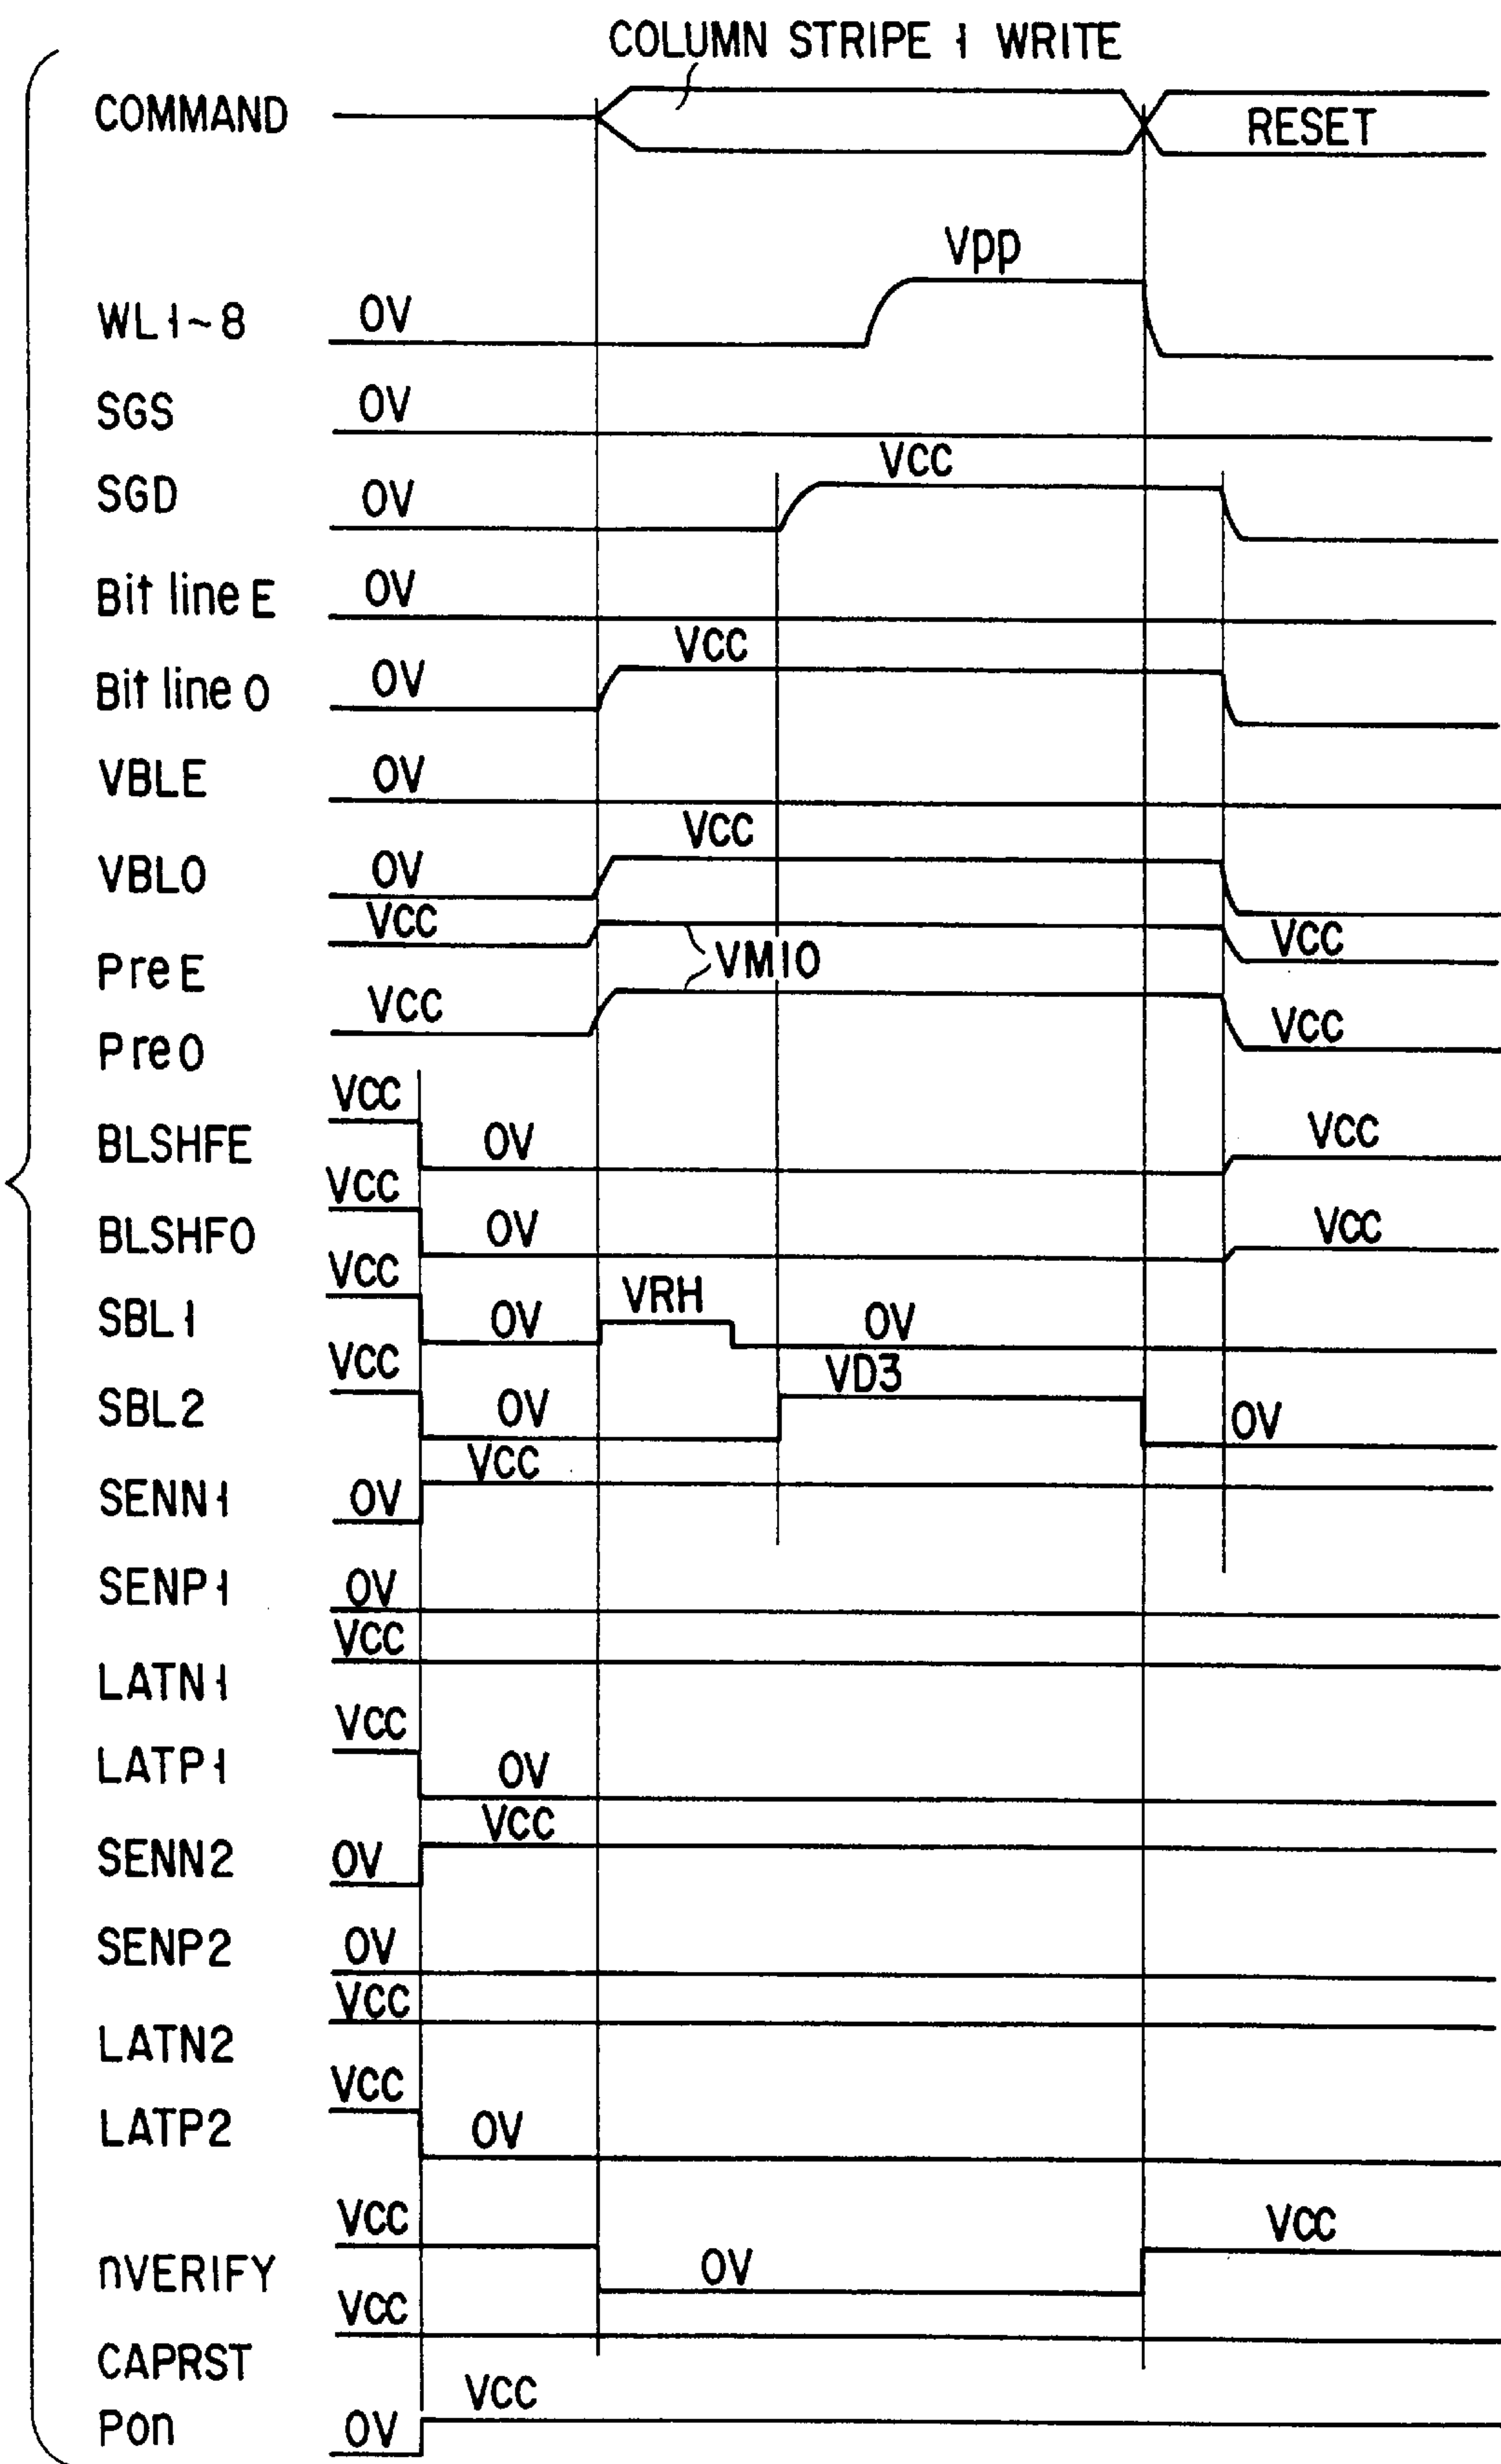 COLUMN STRIPE 1 WRITE
COMMAND RESET
Vpp
WL1~8 0V
SGS 0V
SGD 0V VCC
Bit line E 0V
Bit line O 0V VCC
VBLE 0V
VBLO 0V VCC
PreE VCC VM10 VCC
PreO VCC VCC
BLSHFE VCC 0V VCC
BLSHFO VCC 0V VCC
SBL1 VCC 0V VRH 0V
SBL2 VCC 0V VD3 0V
SENN1 0V VCC
SENP1 0V
LATN1 VCC
LATP1 VCC 0V
SENN2 0V VCC
SENP2 0V
LATN2 VCC
LATP2 VCC 0V
nVERIFY VCC 0V VCC
CAPRST VCC
Pon 0V VCC